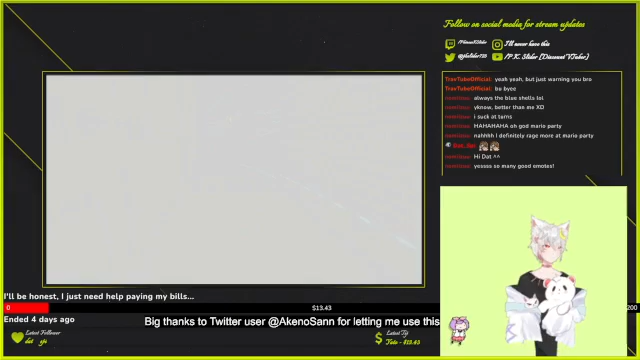 Follow on social media for stream updates
I'll never have this
TravTubeOfficial: yeah yeah, but just warning you bro
TravTubeOfficial: ba byee
always the blue shells lol
yknow, better than me XD
i suck at turns
HAHAHAHA oh god mario party
nahhhh I definitely rage more at mario party
Hi Dat ^^
yessss so many good emotes!
I'll be honest, I just need help paying my bills...
0
$13.43
200
Ended 4 days ago
Big thanks to Twitter user @AkenoSann for letting me use this
Latest Follower
Latest Tip